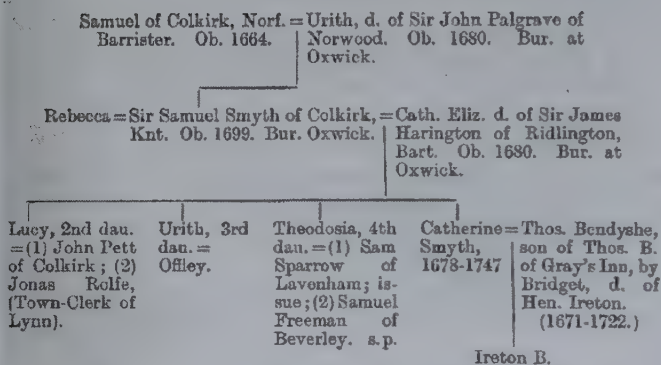 Samuel of Colkirk, Norf. = Urith, d. of Sir John Palgrave of
Barrister. Ob. 1664. Norwood. Ob. 1680. Bur. at
Oxwick.
Rebecca = Sir Samuel Smyth of Colkirk, = Cath. Eliz. d. of Sir James
Knt. Ob. 1699. Bur. Oxwick. Harington of Ridlington,
Bart. Ob. 1680. Bur. at
Oxwick.
Lucy, 2nd dau.
= (1) John Pett
of Colkirk; (2)
Jonas Rolfe,
(Town-Clerk of
Lynn).
Urith, 3rd
dau. =
Offley.
Theodosia, 4th
dau. = (1) Sam
Sparrow of
Lavenham; is-
sue; (2) Samuel
Freeman of
Beverley. s.p.
Catherine = Thos. Bendyshe,
Smyth, son of Thos. B.
1678-1747 of Gray's Inn, by
Bridget, d. of
Hen. Ireton.
(1671-1722.)
Ireton B.